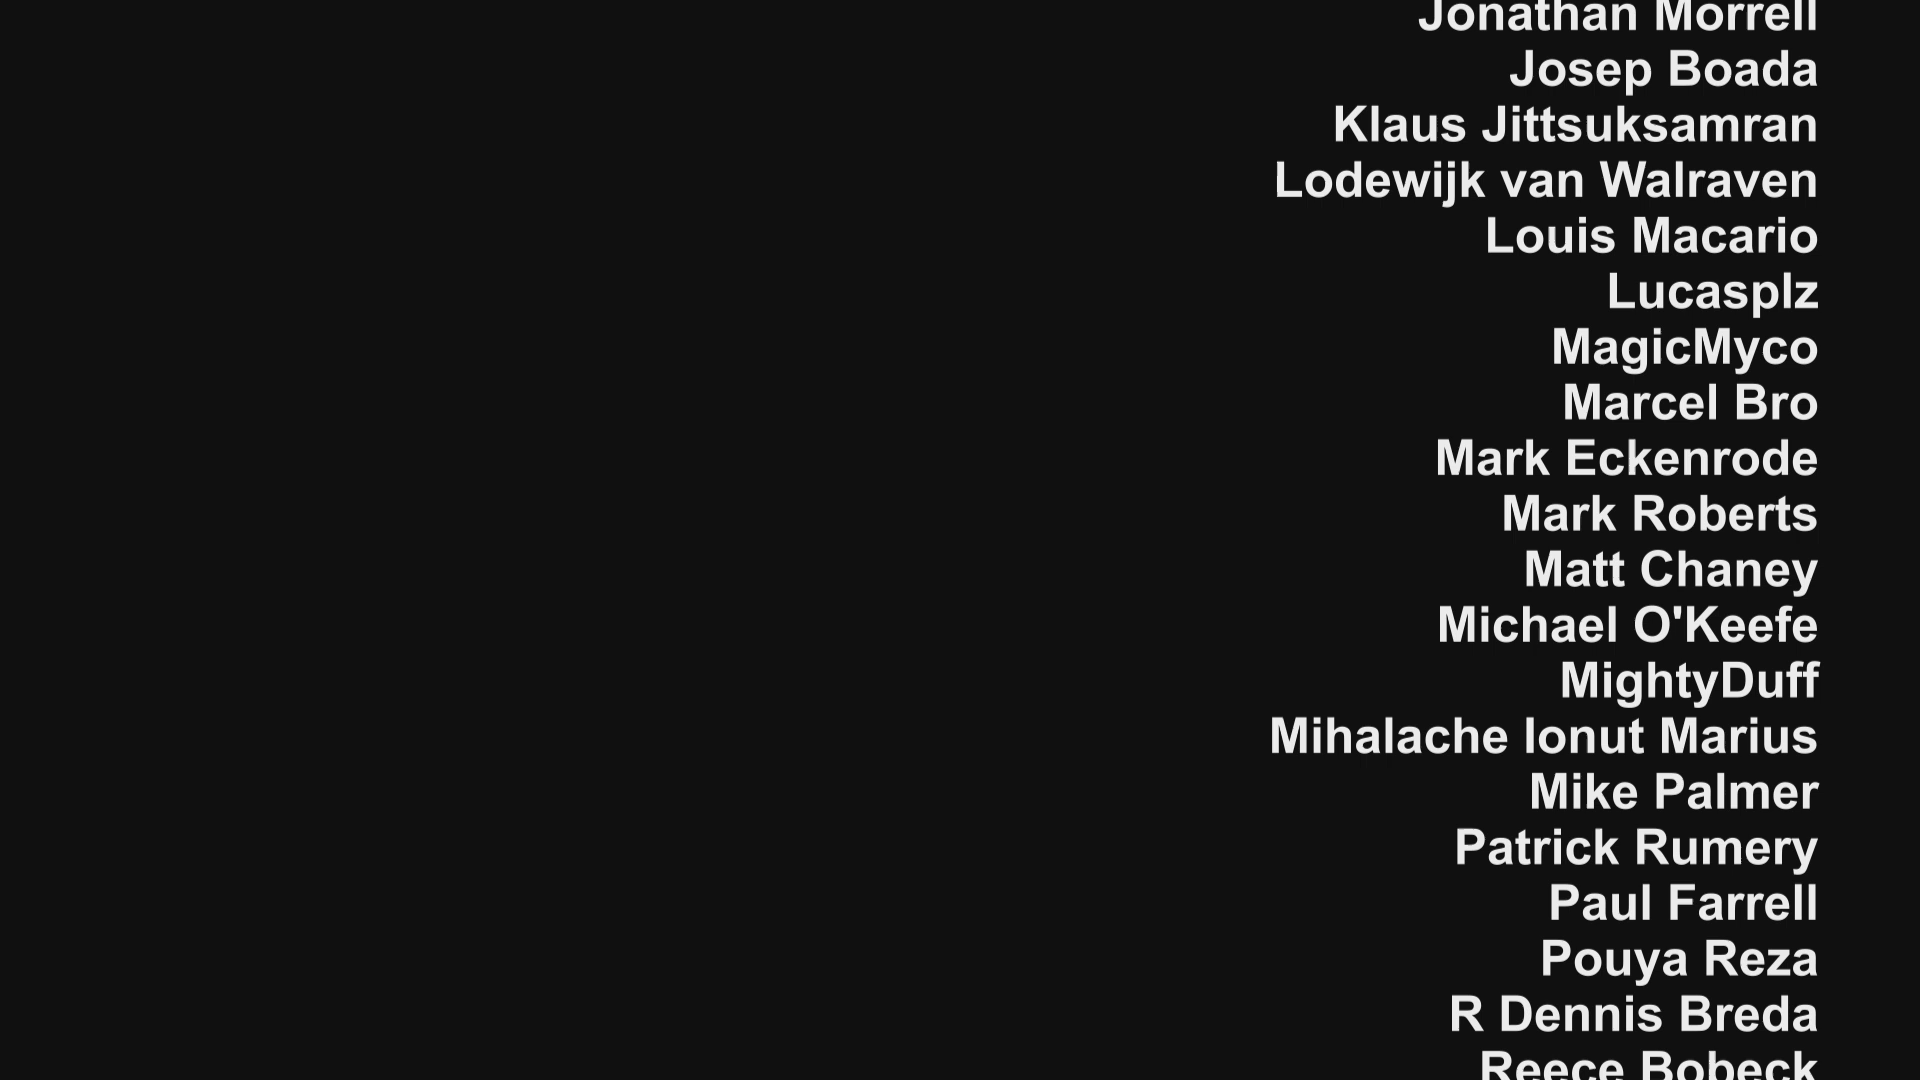 Jonathan Morrell
Josep Boada
Klaus Jittsuksamran
Lodewijk van Walraven
Louis Macario
Lucasplz
MagicMyco
Marcel Bro
Mark Eckenrode
Mark Roberts
Matt Chaney
Michael O'Keefe
MightyDuff
Mihalache Ionut Marius
Mike Palmer
Patrick Rumery
Paul Farrell
Pouya Reza
R Dennis Breda
Reece Bobeck